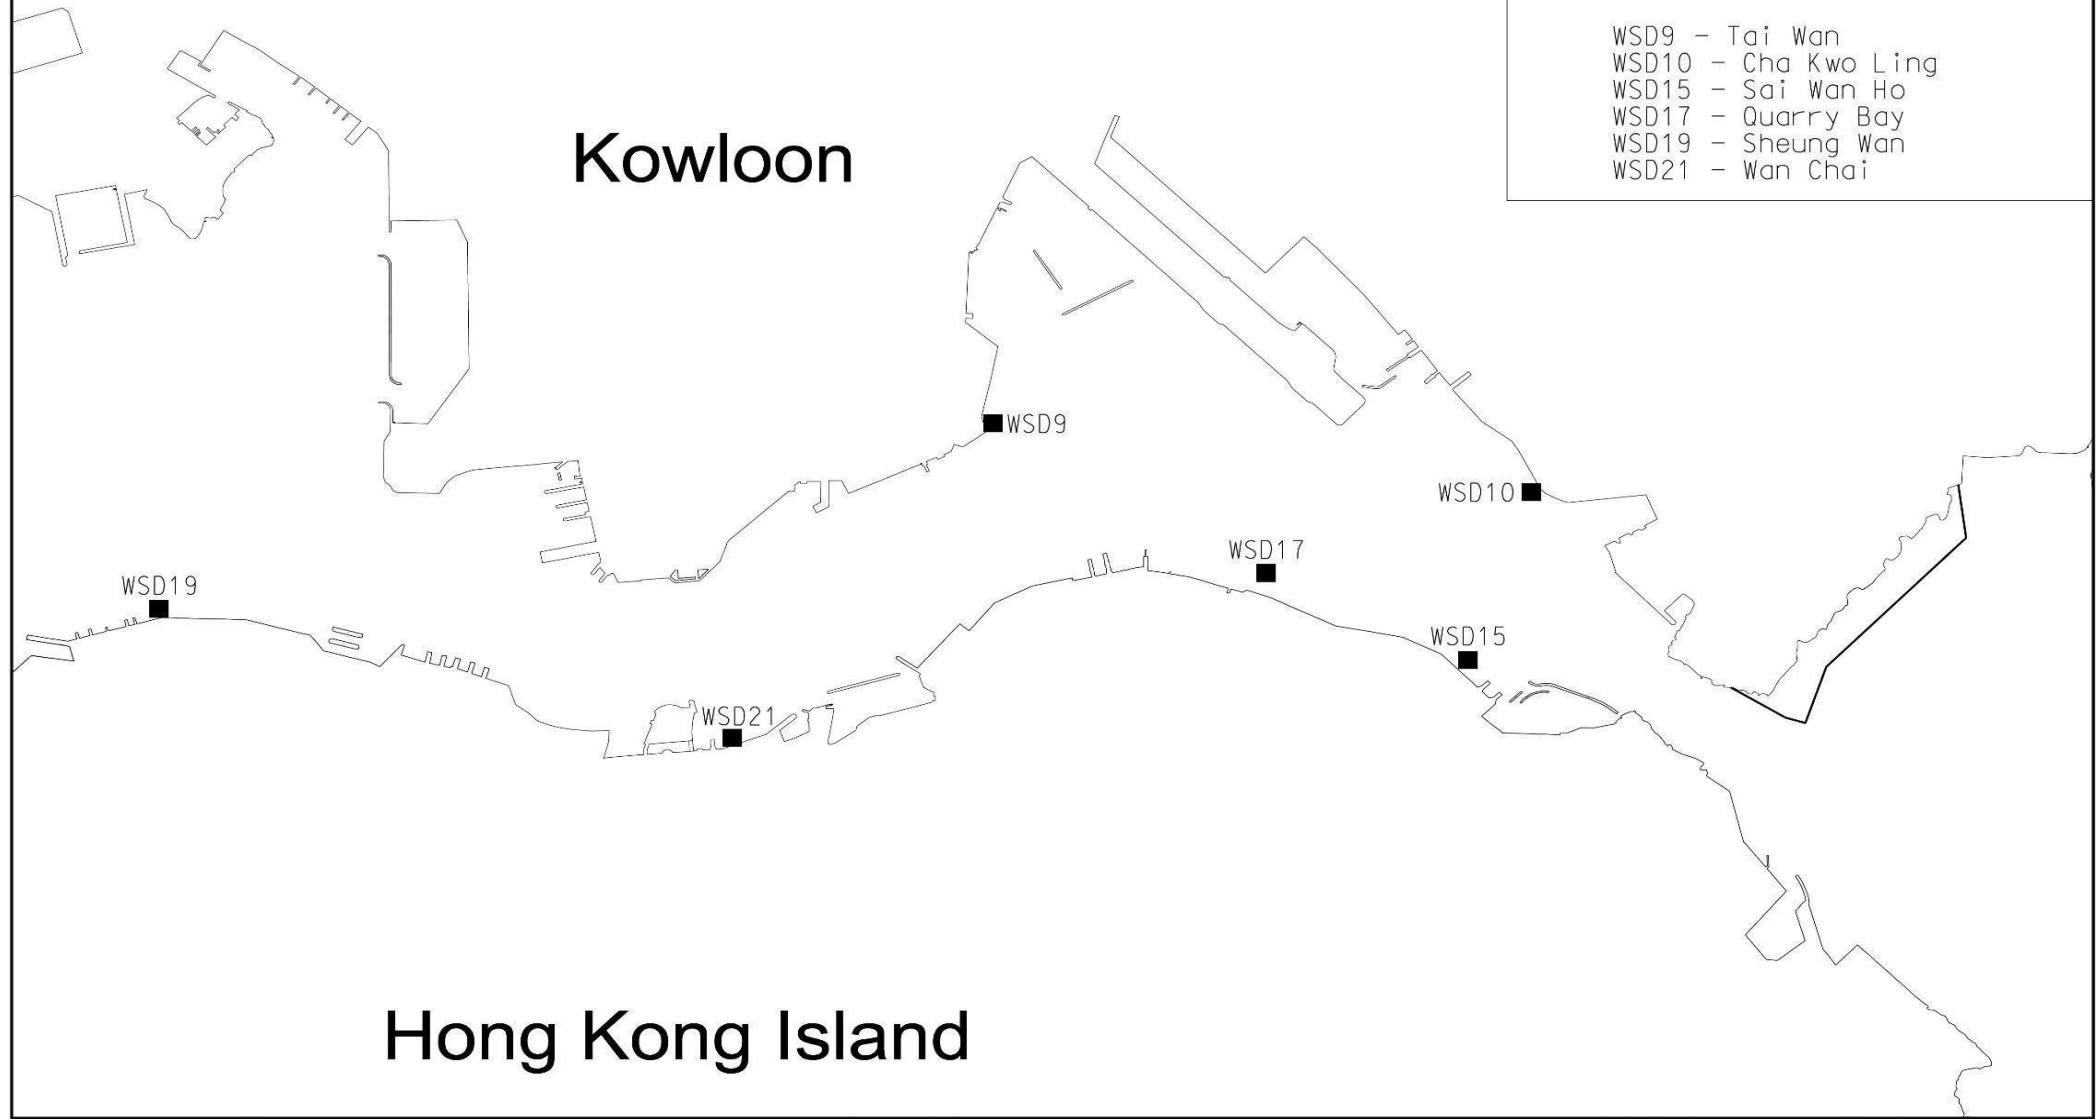 WSD9 - Tai Wan
WSD10 - Cha Kwo Ling
WSD15 - Sai Wan Ho
WSD17 - Quarry Bay
WSD19 - Sheung Wan
WSD21 - Wan Chai
Kowloon
WSD9
WSD10
WSD17
WSD19
WSD15
WSD21
Hong Kong Island